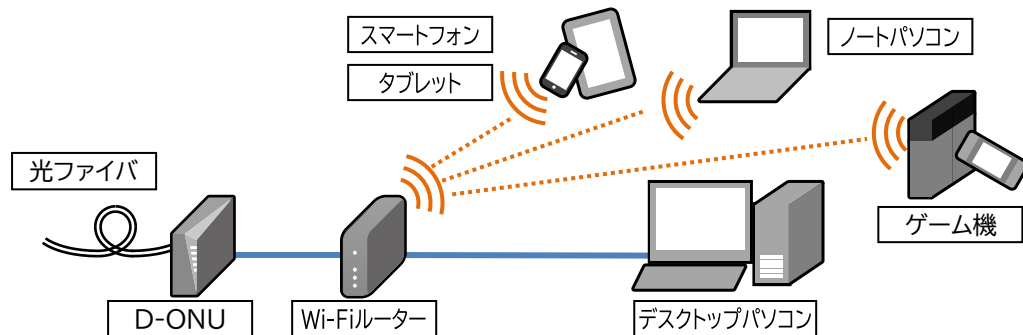 スマートフォン
タブレット
ノートパソコン
光ファイバ
ゲーム機
D-ONU
Wi-Fiルーター
デスクトップパソコン